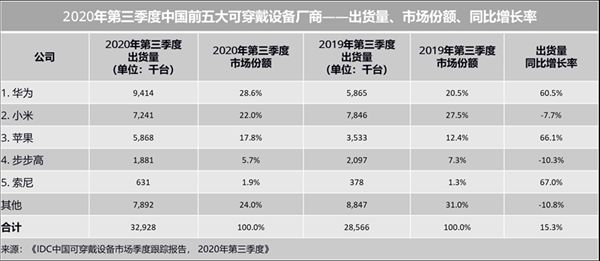 2020年第三季度中国前五大可穿戴设备厂商——出货量、市场份额、同比增长率
公司 2020年第三季度出货量（单位：千台） 2020年第三季度市场份额 2019年第三季度出货量（单位：千台） 2019年第三季度市场份额 出货量同比增长率
1. 华为 9,414 28.6% 5,865 20.5% 60.5%
2. 小米 7,241 22.0% 7,846 27.5% -7.7%
3. 苹果 5,868 17.8% 3,533 12.4% 66.1%
4. 步步高 1,881 5.7% 2,097 7.3% -10.3%
5. 索尼 631 1.9% 378 1.3% 67.0%
其他 7,892 24.0% 8,847 31.0% -10.8%
合计 32,928 100.0% 28,566 100.0% 15.3%
来源：《IDC中国可穿戴设备市场季度跟踪报告， 2020年第三季度》